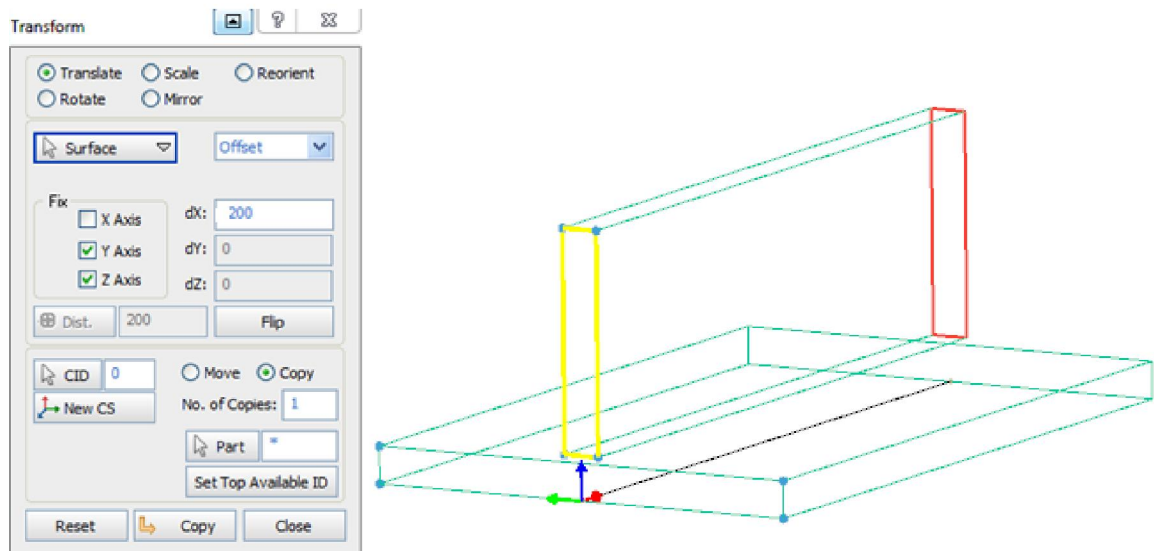 Transform
Translate Scale Reorient
Rotate Mirror
Surface Offset
Fix
X Axis dX: 200
Y Axis dY: 0
Z Axis dZ: 0
Dist. 200 Flip
CID 0 Move Copy
New CS No. of Copies: 1
Part *
Set Top Available ID
Reset Copy Close